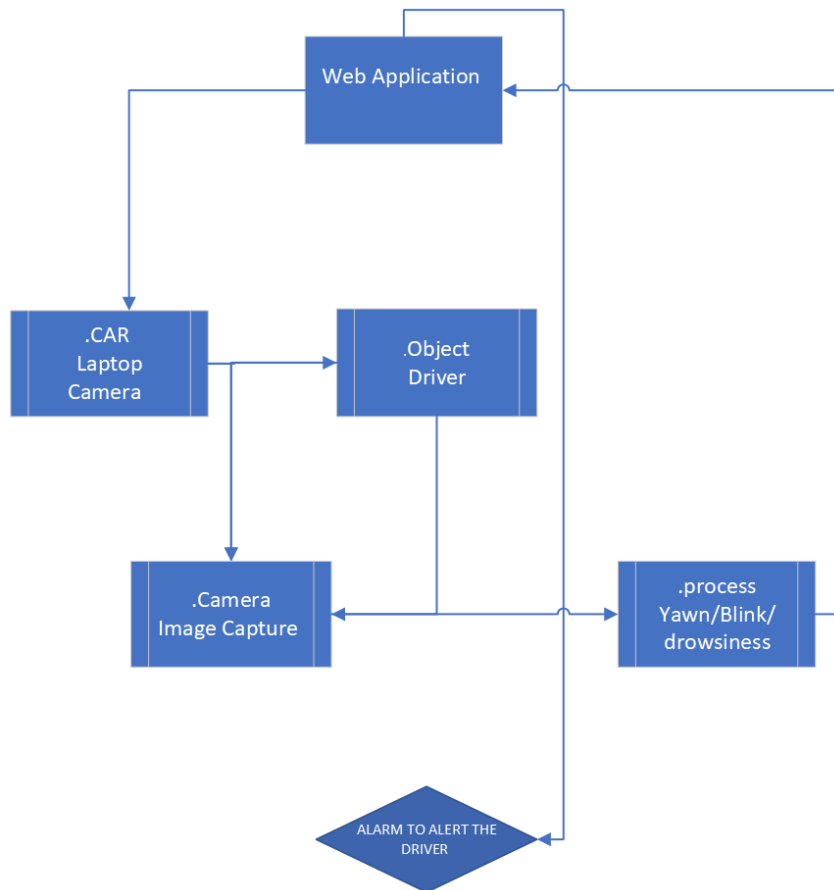 Web Application
.CAR
Laptop
Camera
.Object
Driver
.Camera
Image Capture
.process
Yawn/Blink/
drowsiness
ALARM TO ALERT THE
DRIVER